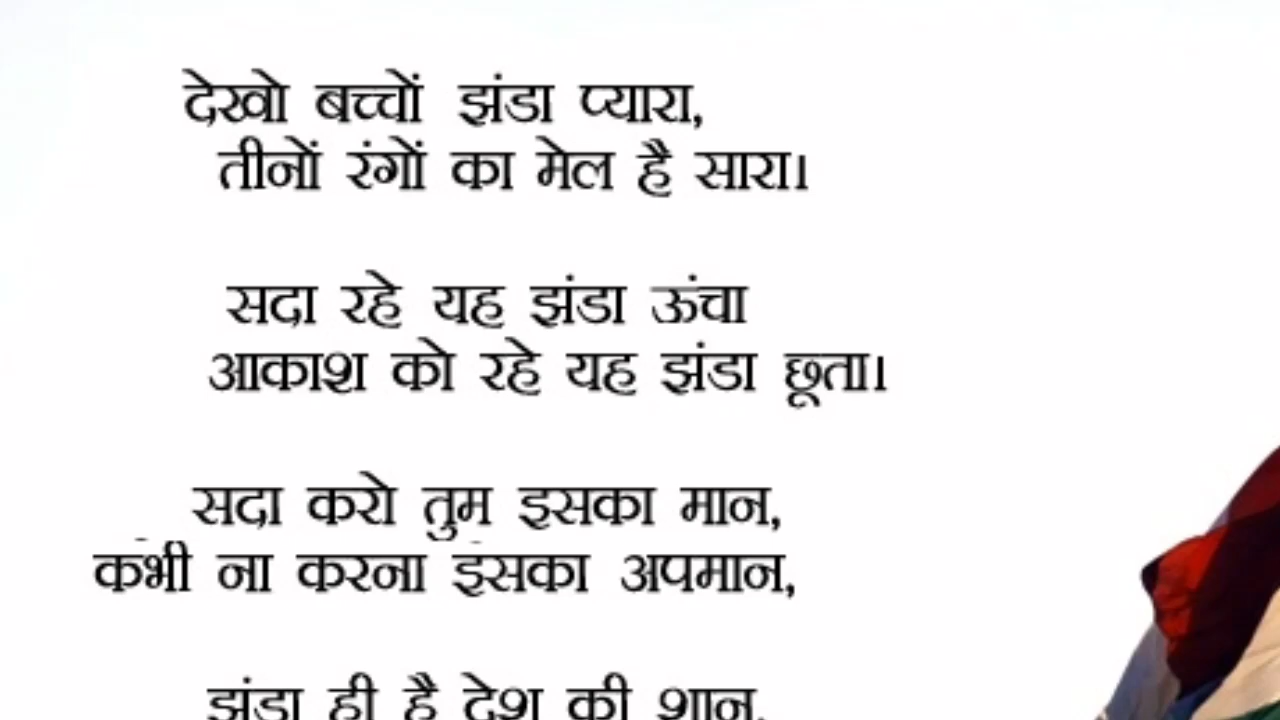 देखो बच्चों झंडा प्यारा,
तीनों रंगों का मेल है सारा।
सदा रहे यह झंडा ऊंचा
आकाश को रहे यह झंडा छूता।
सदा करो तुम इसका मान,
कभी ना करना इसका अपमान,
झंडा ही है देश की शान,